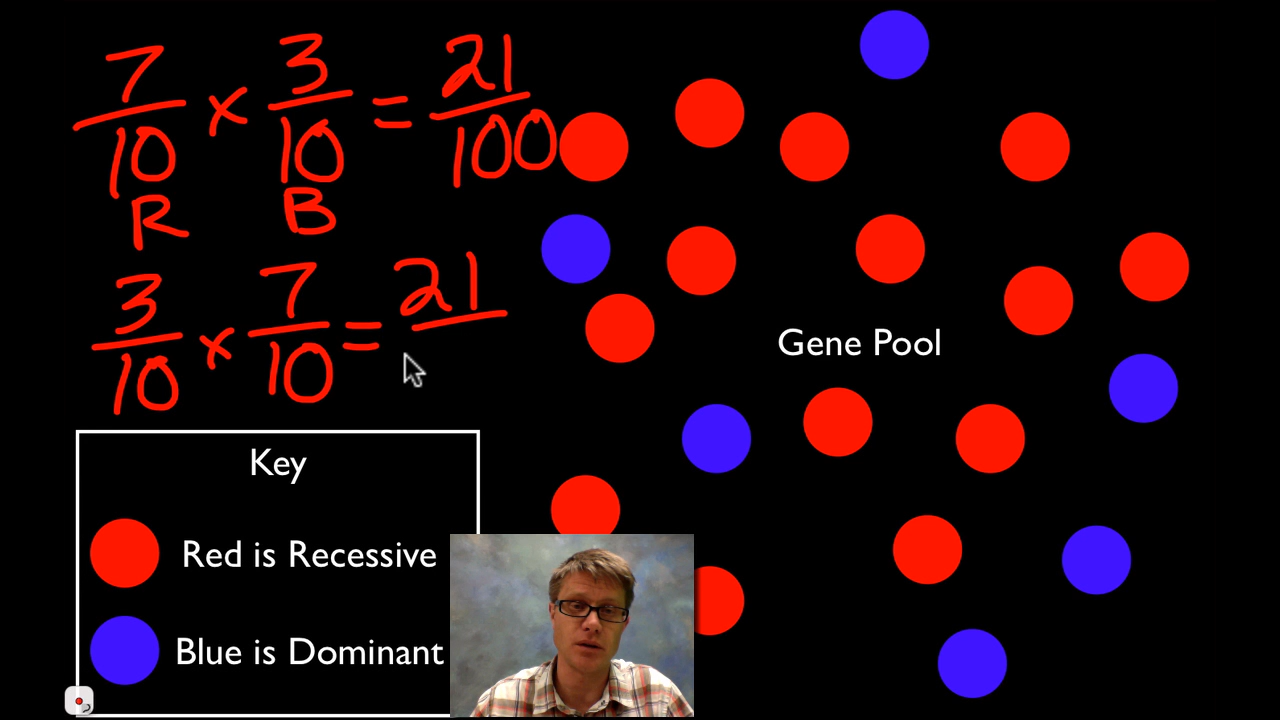 7/10 x 3/10 = 21/100
R B
3/10 x 7/10 = 21/
Gene Pool
Key
Red is Recessive
Blue is Dominant